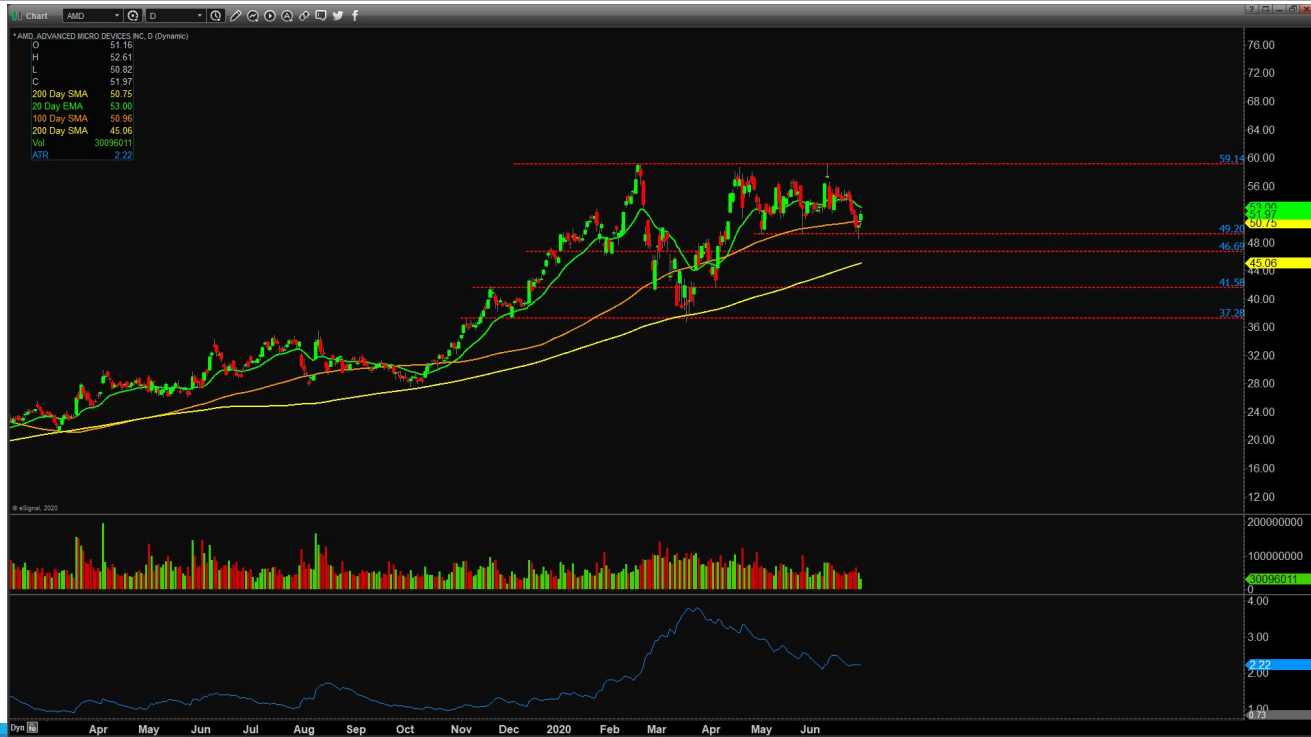 Chart AMD D
* AMD, ADVANCED MICRO DEVICES INC, D (Dynamic)
O 51.16
H 52.61
L 50.82
C 51.97
200 Day SMA 50.75
20 Day EMA 53.00
100 Day SMA 50.96
200 Day SMA 45.06
Vol 30096011
ATR 2.22
76.00
72.00
68.00
64.00
59.14 60.00
56.00
53.00
51.97
50.75
49.20
48.00
46.69
45.06
44.00
41.58
40.00
37.28
36.00
32.00
28.00
24.00
20.00
16.00
12.00
© eSignal, 2020
200000000
100000000
30096011
0
4.00
3.00
2.22
2.00
1.00
0.73
Dyn Apr May Jun Jul Aug Sep Oct Nov Dec 2020 Feb Mar Apr May Jun